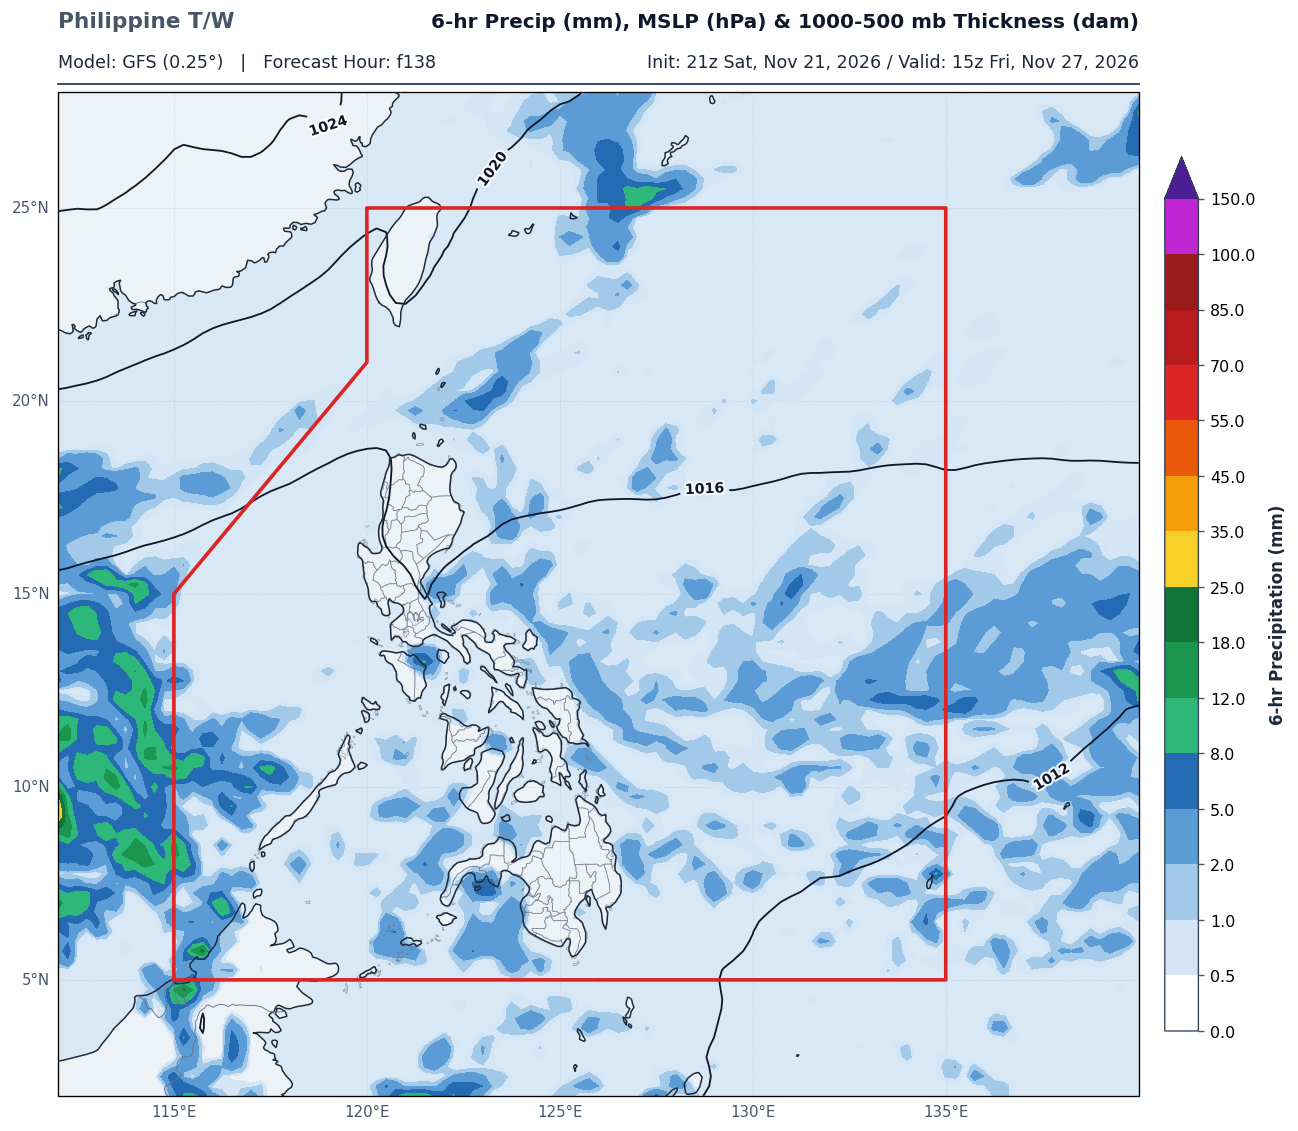 Philippine T/W
6-hr Precip (mm), MSLP (hPa) & 1000-500 mb Thickness (dam)
Model: GFS (0.25°) | Forecast Hour: f138
Init: 21z Sat, Nov 21, 2026 / Valid: 15z Fri, Nov 27, 2026
1024
1020
1016
1012
25°N
20°N
15°N
10°N
5°N
115°E
120°E
125°E
130°E
135°E
150.0
100.0
85.0
70.0
55.0
45.0
35.0
25.0
18.0
12.0
8.0
5.0
2.0
1.0
0.5
0.0
6-hr Precipitation (mm)